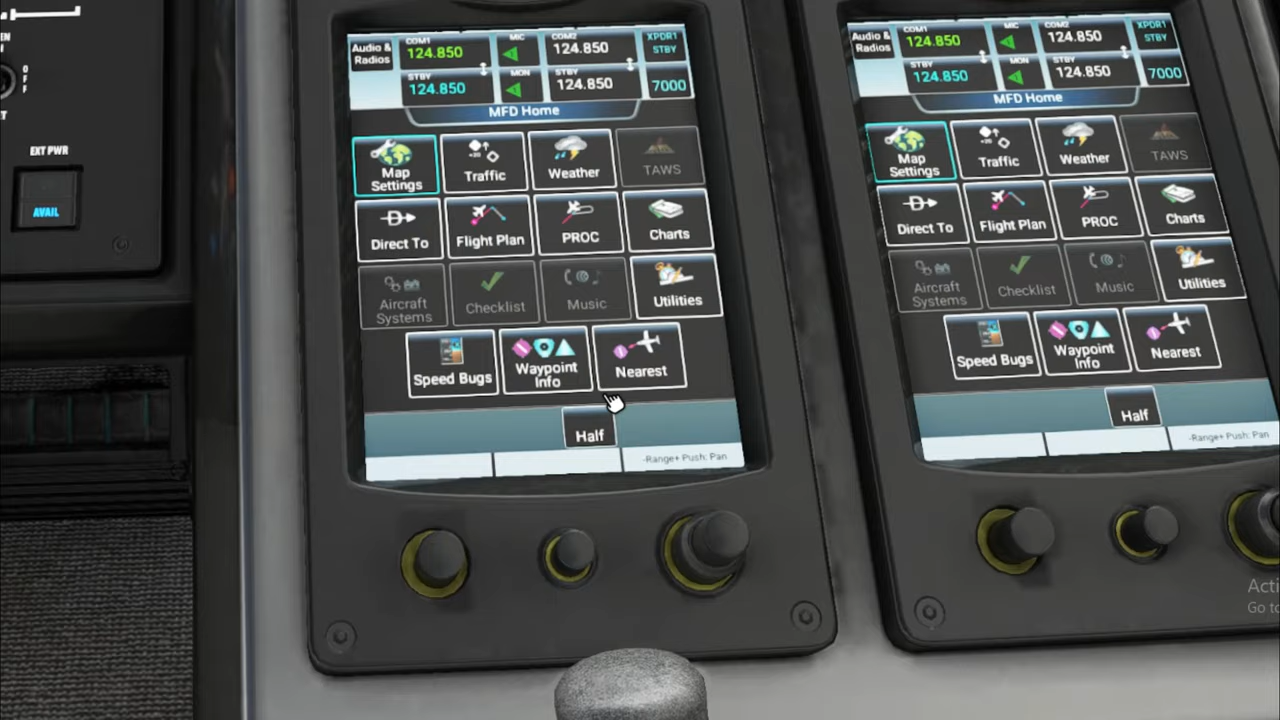 EXT PWR
AVAIL
OFF
Audio & Radios
COM1
124.850
MIC
COM2
124.850
XPDR1
STBY
STBY
124.850
MON
STBY
124.850
7000
MFD Home
Map Settings
Traffic
Weather
TAWS
Direct To
Flight Plan
PROC
Charts
Aircraft Systems
Checklist
Music
Utilities
Speed Bugs
Waypoint Info
Nearest
Half
-Range+ Push: Pan
Audio & Radios
COM1
124.850
MIC
COM2
124.850
XPDR1
STBY
STBY
124.850
MON
STBY
124.850
7000
MFD Home
Map Settings
Traffic
Weather
TAWS
Direct To
Flight Plan
PROC
Charts
Aircraft Systems
Checklist
Music
Utilities
Speed Bugs
Waypoint Info
Nearest
Half
-Range+ Push: Pan
Acti
Go to